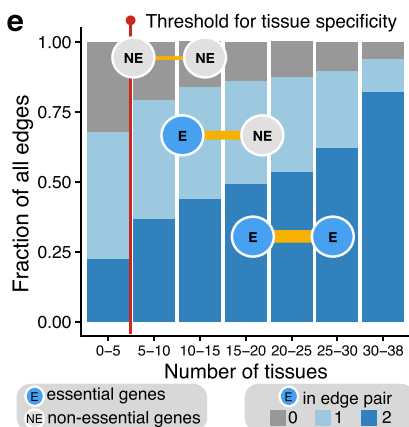 e
Threshold for tissue specificity
Fraction of all edges
1.00
0.75
0.50
0.25
0.00
NE NE
E NE
E E
0–5 5–10 10–15 15–20 20–25 25–30 30–38
Number of tissues
E essential genes
NE non-essential genes
E in edge pair
0 1 2